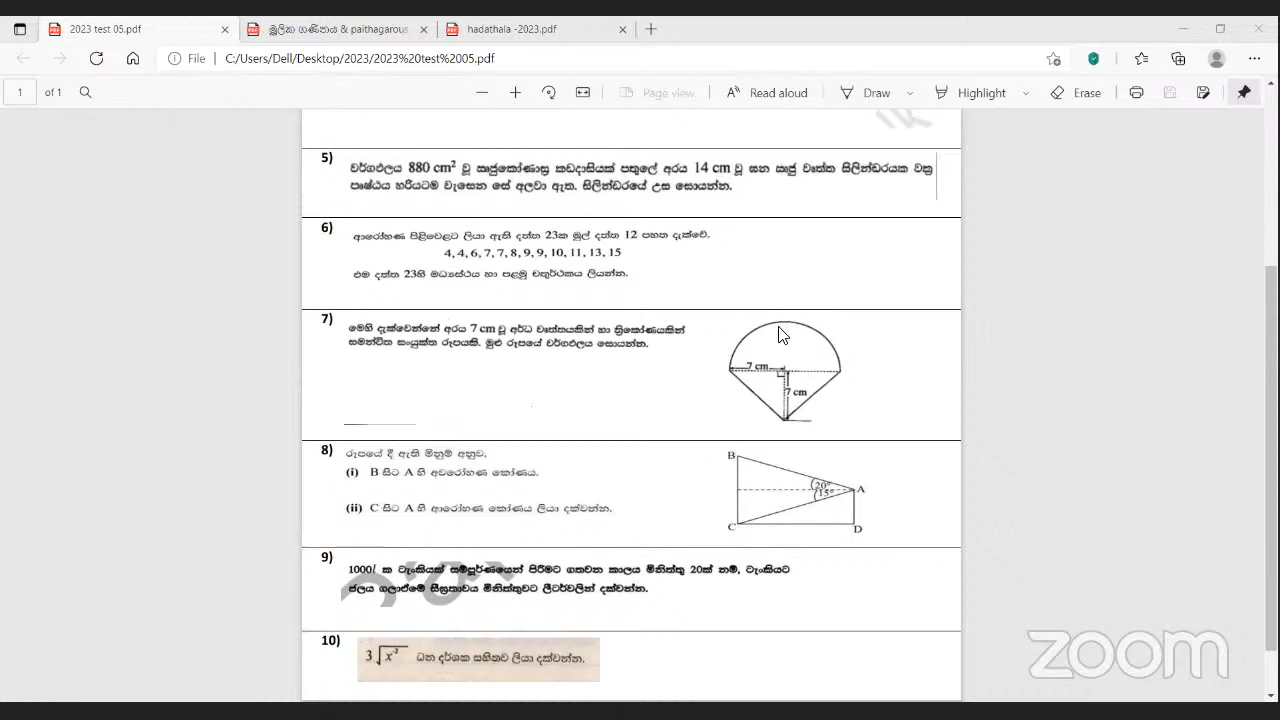 2023 test 05.pdf
මූලික ගණිතය & paithagarous
hadathala -2023.pdf
File C:/Users/Dell/Desktop/2023/2023%20test%2005.pdf
1 of 1 Page view Read aloud Draw Highlight Erase
5) වර්ගඵලය 880 cm² වූ ඍජුකෝණාස්‍ර කඩදාසියක් පතුලේ අරය 14 cm වූ ඝන ඍජු වෘත්ත සිලින්ඩරයක වක්‍ර
පෘෂ්ඨය හරියටම වැසෙන සේ අලවා ඇත. සිලින්ඩරයේ උස සොයන්න.
6) ආරෝහණ පිළිවෙළට ලියා ඇති දත්ත 23ක මුල් දත්ත 12 පහත දැක්වේ.
4, 4, 6, 7, 7, 8, 9, 9, 10, 11, 13, 15
එම දත්ත 23හි මධ්‍යස්ථය හා පළමු චතුර්ථකය ලියන්න.
7) මෙහි දැක්වෙන්නේ අරය 7 cm වූ අර්ධ වෘත්තයකින් හා ත්‍රිකෝණයකින්
සමන්විත සංයුක්ත රූපයකි. මුළු රූපයේ වර්ගඵලය සොයන්න.
7 cm
7 cm
8) රූපයේ දී ඇති මිනුම් අනුව,
(i) B සිට A හි අවරෝහණ කෝණය.
(ii) C සිට A හි ආරෝහණ කෝණය ලියා දක්වන්න.
B
20°
A
15°
C
D
9) 1000l ක ටැංකියක් සම්පූර්ණයෙන් පිරීමට ගතවන කාලය මිනිත්තු 20ක් නම්, ටැංකියට
ජලය ගලාඒමේ සීඝ්‍රතාවය මිනිත්තුවට ලීටර්වලින් දක්වන්න.
10) 3√x⁻² ධන දර්ශක සහිතව ලියා දක්වන්න.
zoom